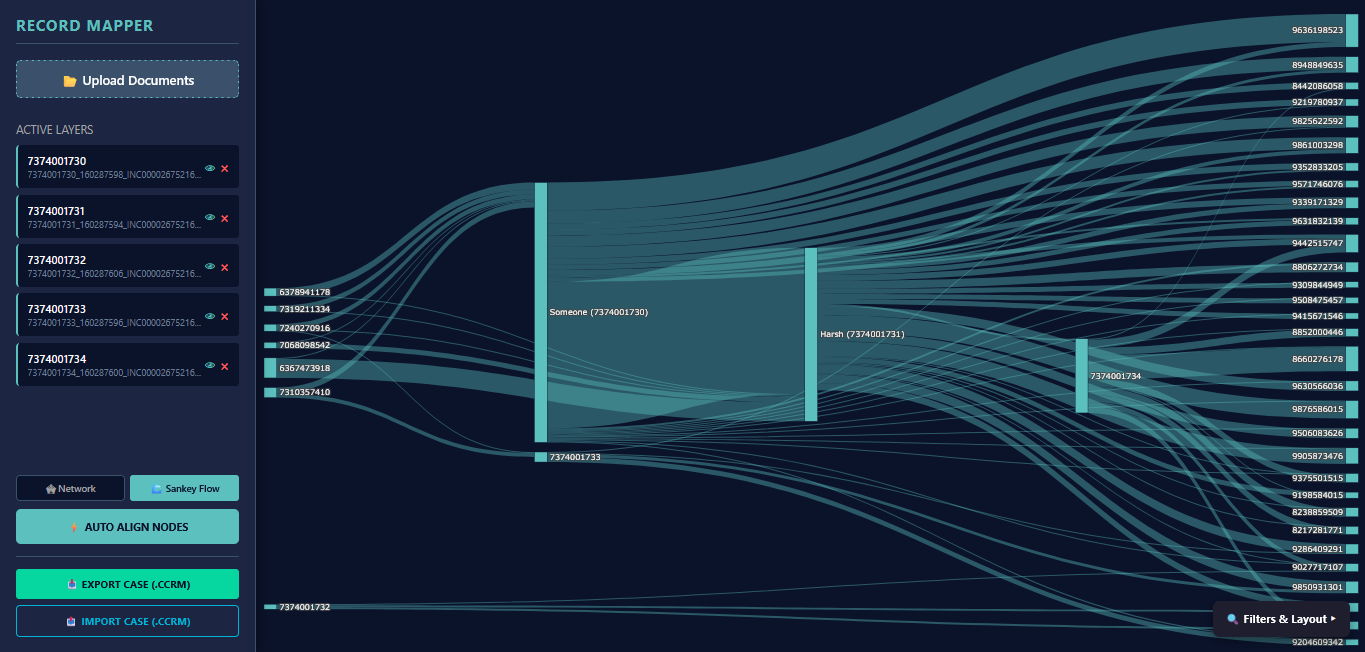 RECORD MAPPER
Upload Documents
ACTIVE LAYERS
7374001730
7374001730_160287598_INC00002675216...
7374001731
7374001731_160287594_INC00002675216...
7374001732
7374001732_160287606_INC00002675216...
7374001733
7374001733_160287596_INC00002675216...
7374001734
7374001734_160287600_INC00002675216...
Network
Sankey Flow
AUTO ALIGN NODES
EXPORT CASE (.CCRM)
IMPORT CASE (.CCRM)
6378941178
7319211334
7240270916
7068098542
6367473918
7310357410
7374001732
Someone (7374001730)
7374001733
Harsh (7374001731)
7374001734
9636198523
8948849635
8442086058
9219780937
9825622592
9861003298
9352833205
9571746076
9339171329
9631832139
9442515747
8806272734
9309844949
9508475457
9415671546
8852000446
8660276178
9630566036
9876586015
9506083626
9905873476
9375501515
9198584015
8238859509
8217281771
9286409291
9027717107
9850931301
Filters & Layout ▸
9204609342